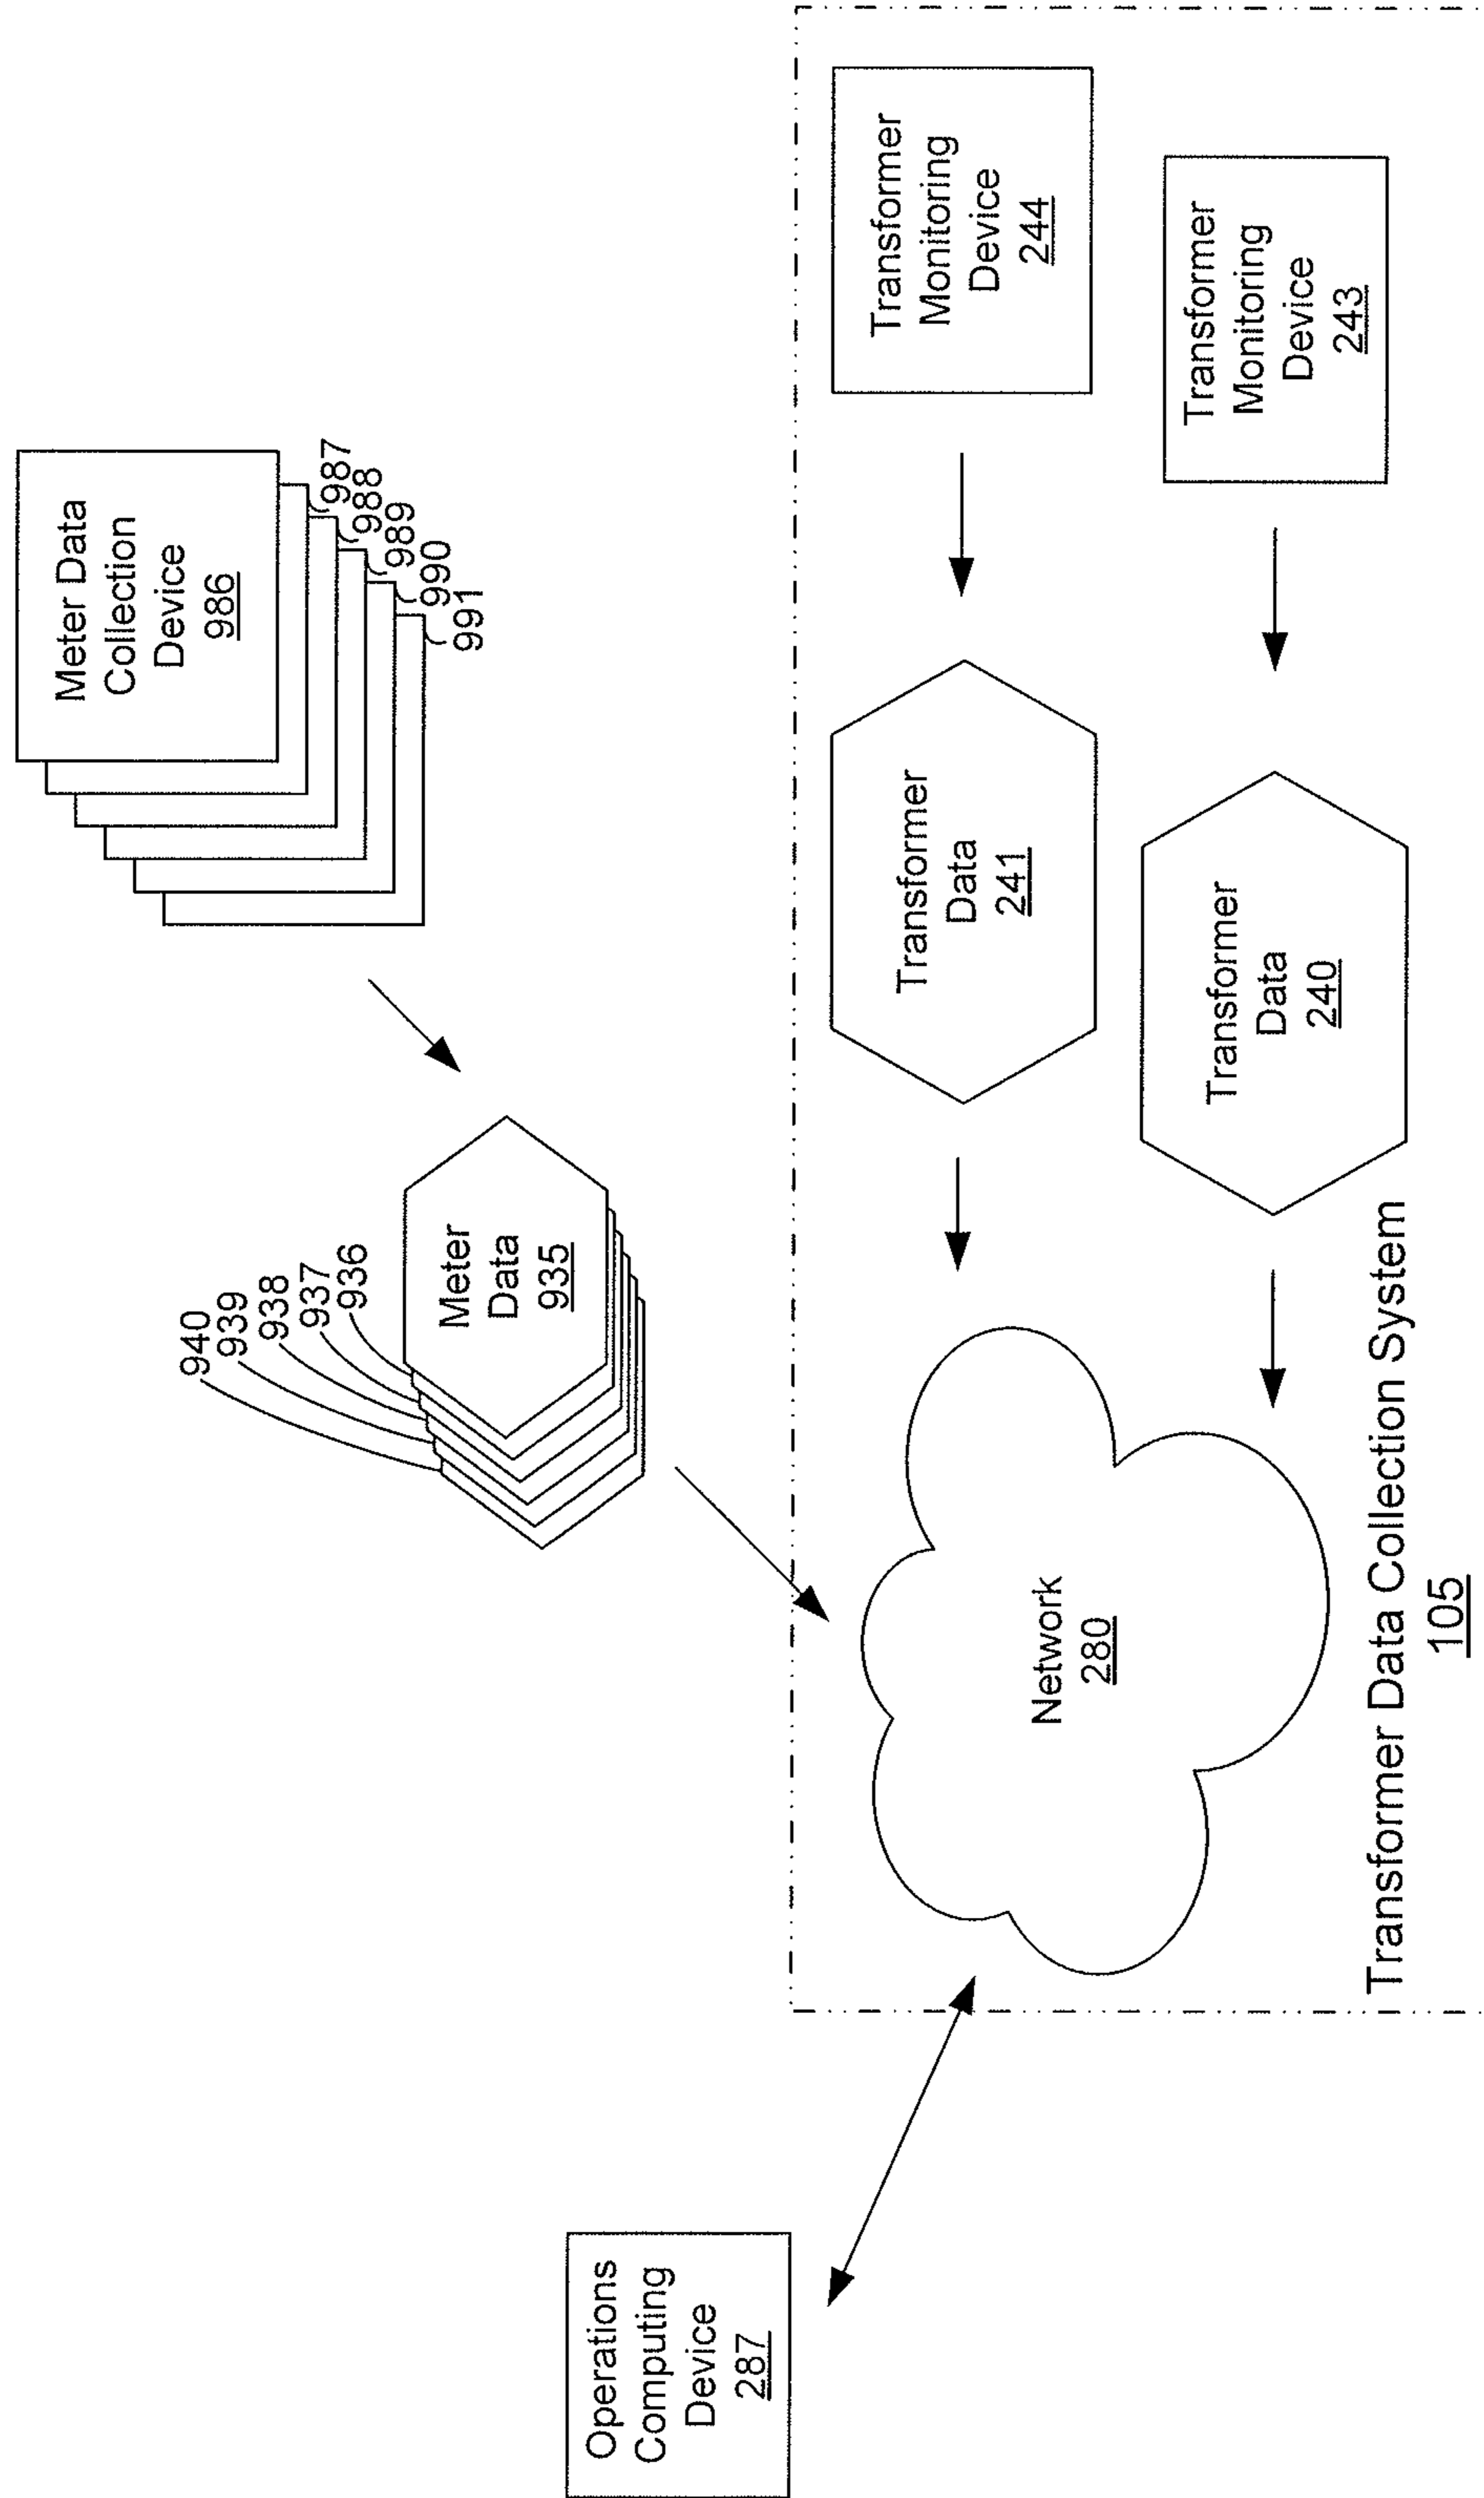 Operations
Computing
Device
287
940
939
938
937
936
Meter
Data
935
Meter Data
Collection
Device
986
987
988
989
990
991
Network
280
Transformer
Data
241
Transformer
Monitoring
Device
244
Transformer
Data
240
Transformer
Monitoring
Device
243
Transformer Data Collection System
105